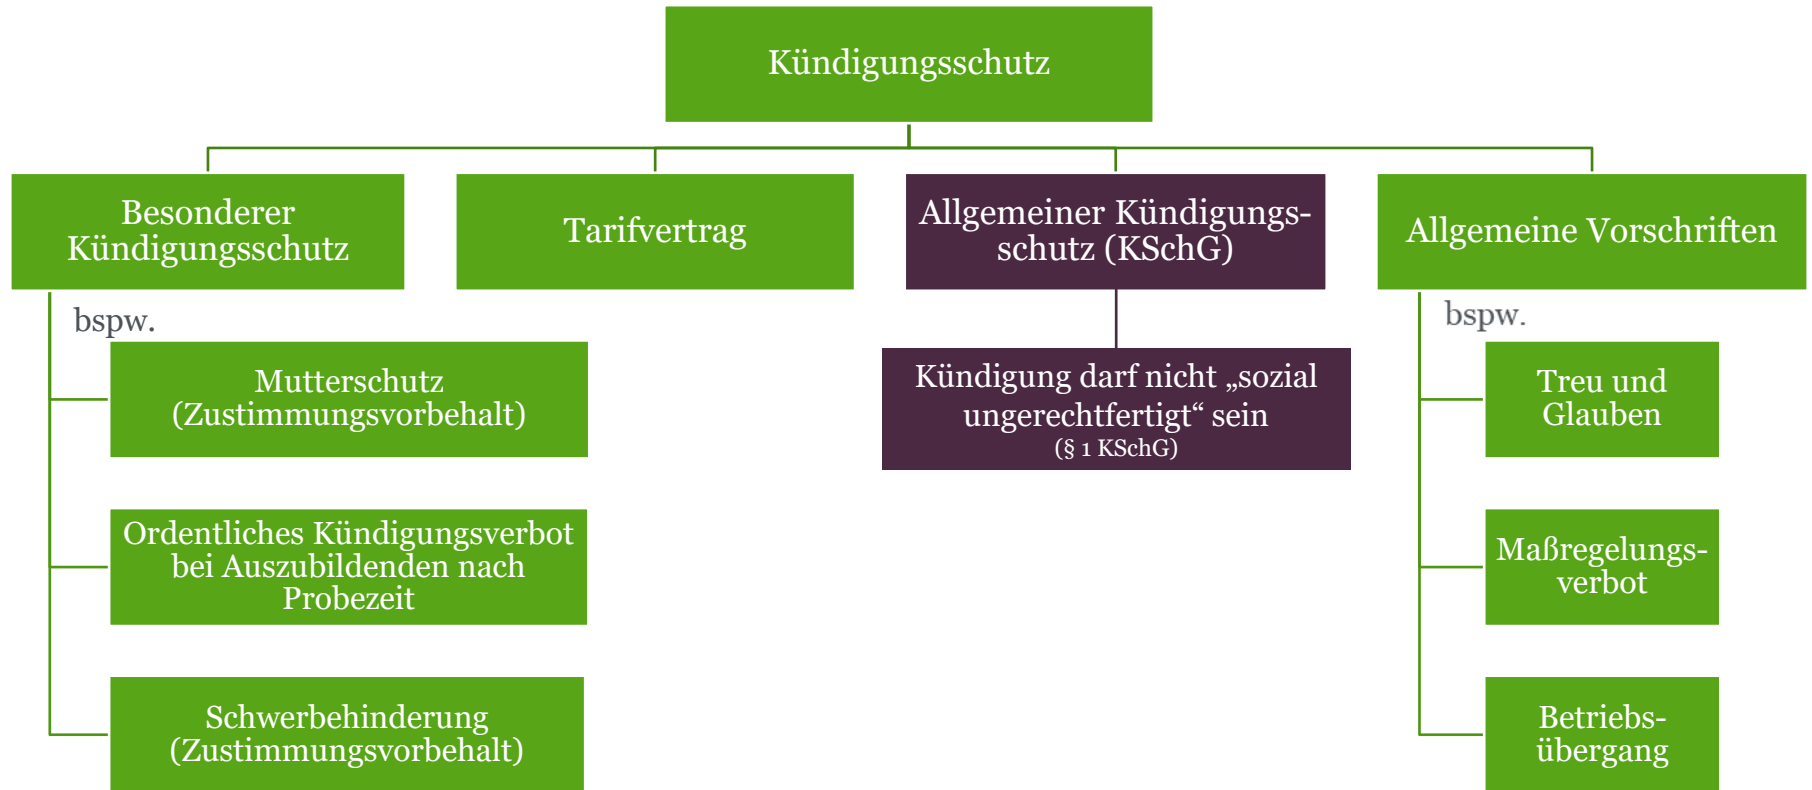 Kündigungsschutz
Besonderer
Kündigungsschutz
Tarifvertrag
Allgemeiner Kündigungs-
schutz (KSchG)
Allgemeine Vorschriften
bspw.
Mutterschutz
(Zustimmungsvorbehalt)
Ordentliches Kündigungsverbot
bei Auszubildenden nach
Probezeit
Schwerbehinderung
(Zustimmungsvorbehalt)
Kündigung darf nicht „sozial
ungerechtfertigt“ sein
(§ 1 KSchG)
bspw.
Treu und
Glauben
Maßregelungs-
verbot
Betriebs-
übergang